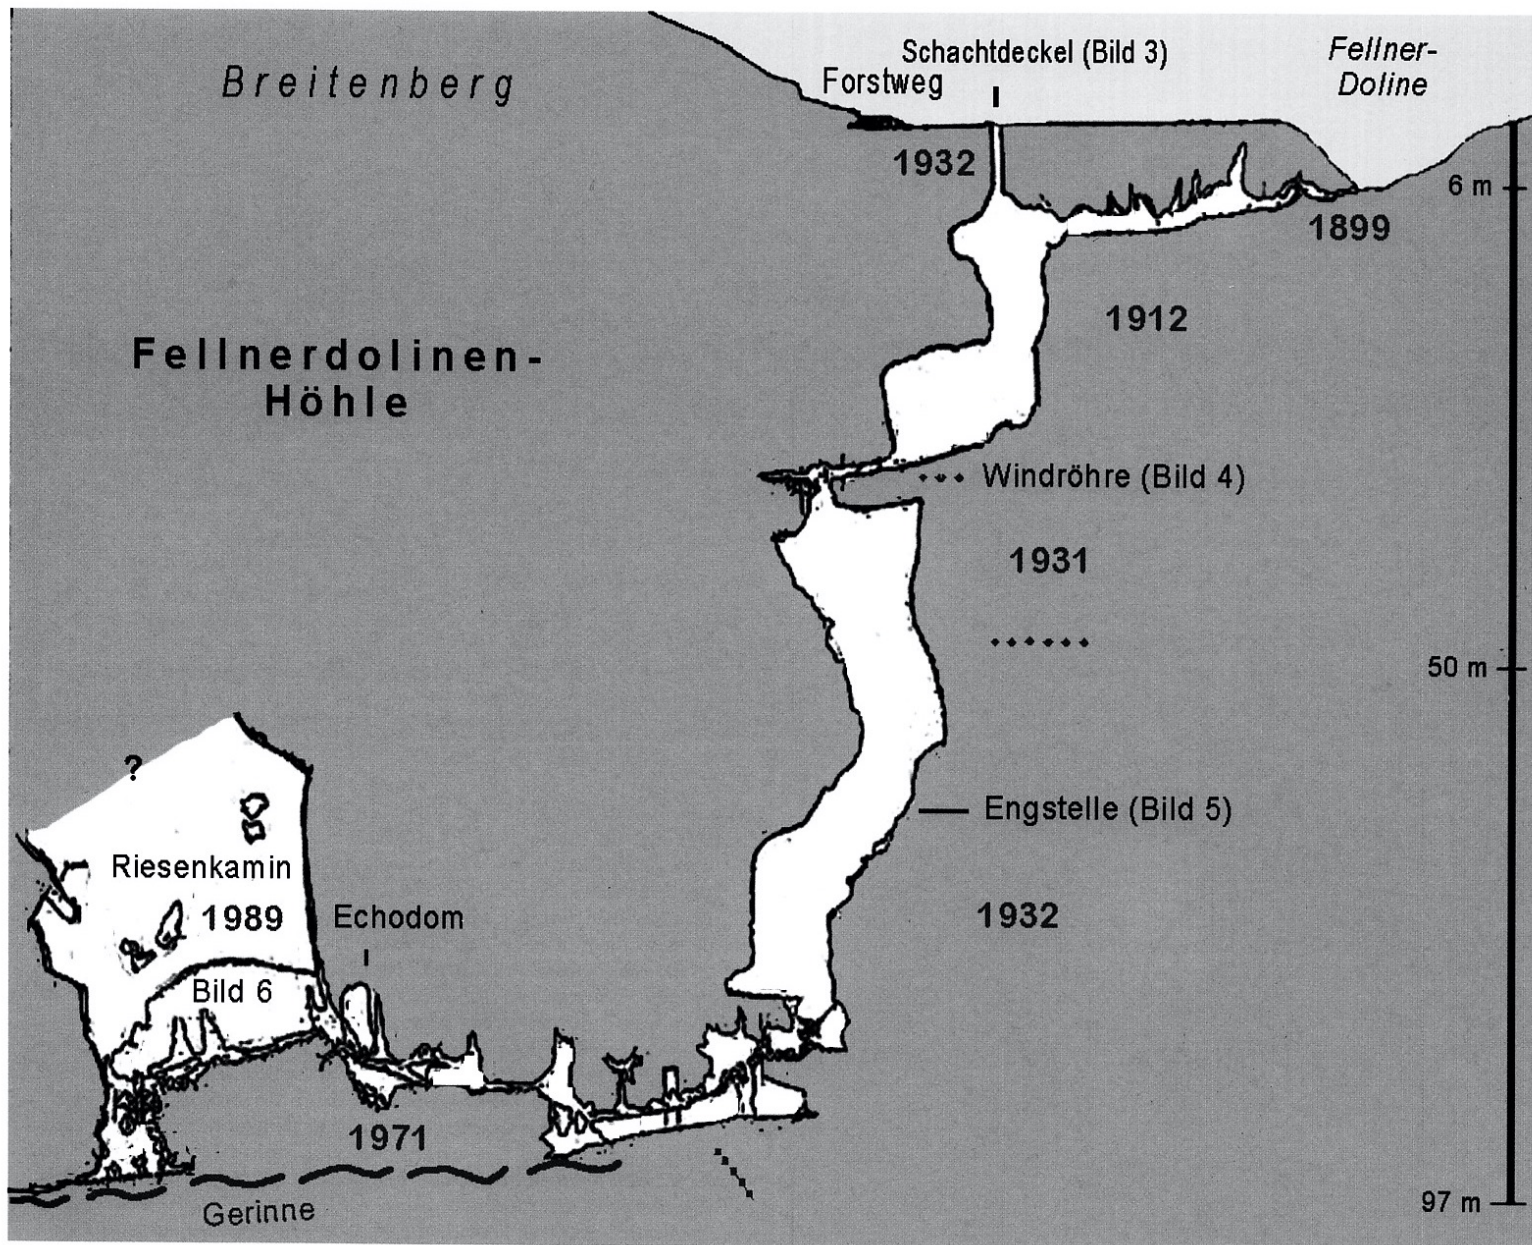 Breitenberg
Schachtdeckel (Bild 3)
Forstweg
Fellner-
Doline
1932
6 m
1899
1912
Fellnerdolinen-
Höhle
Windröhre (Bild 4)
1931
50 m
?
Engstelle (Bild 5)
Riesenkamin
1989
Echodom
1932
Bild 6
1971
97 m
Gerinne